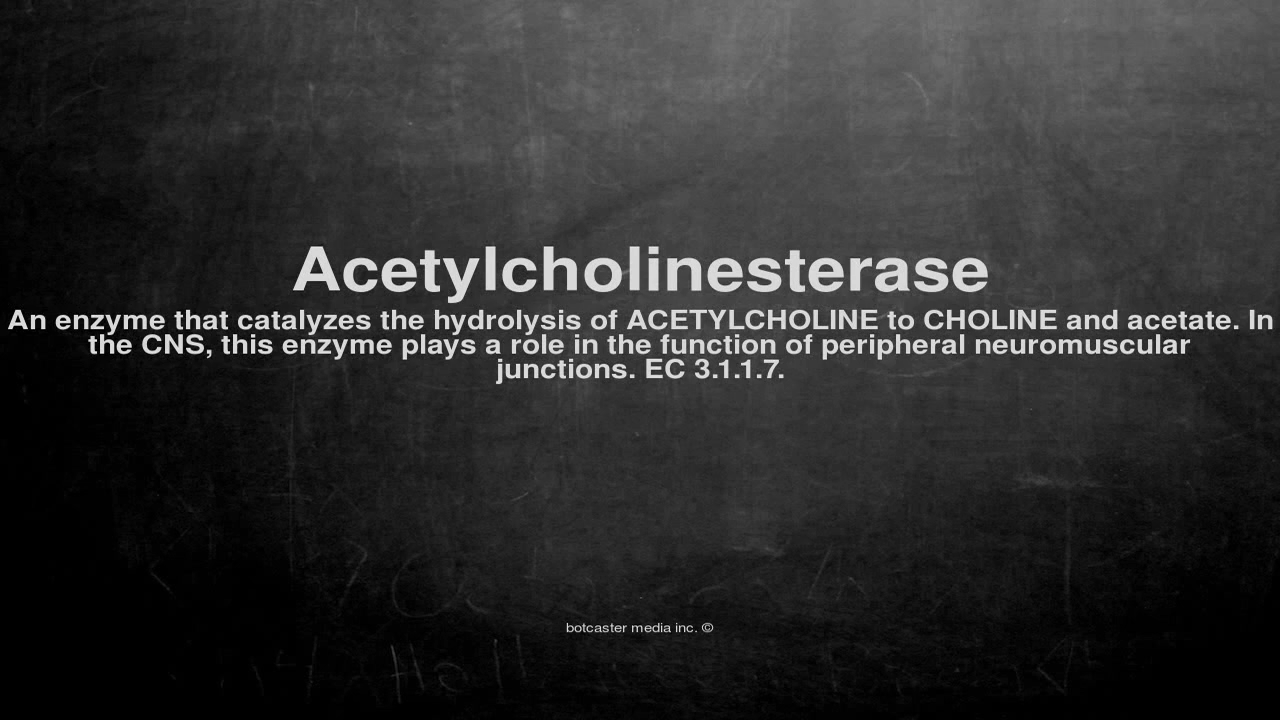 Acetylcholinesterase
An enzyme that catalyzes the hydrolysis of ACETYLCHOLINE to CHOLINE and acetate. In
the CNS, this enzyme plays a role in the function of peripheral neuromuscular
junctions. EC 3.1.1.7.
botcaster media inc. ©